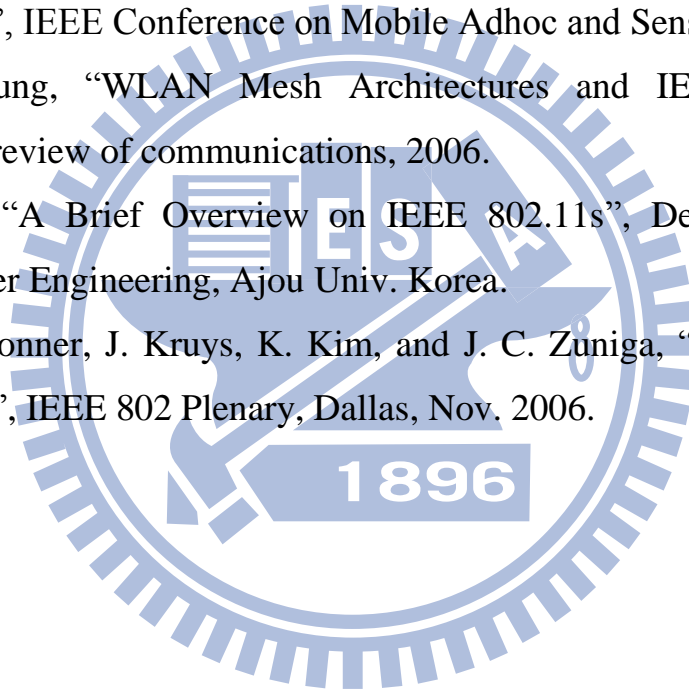 ”, IEEE Conference on Mobile Adhoc and Sens
ung, “WLAN Mesh Architectures and IE
review of communications, 2006.
“A Brief Overview on IEEE 802.11s”, De
er Engineering, Ajou Univ. Korea.
onner, J. Kruys, K. Kim, and J. C. Zuniga, “
”, IEEE 802 Plenary, Dallas, Nov. 2006.
E S A
1896